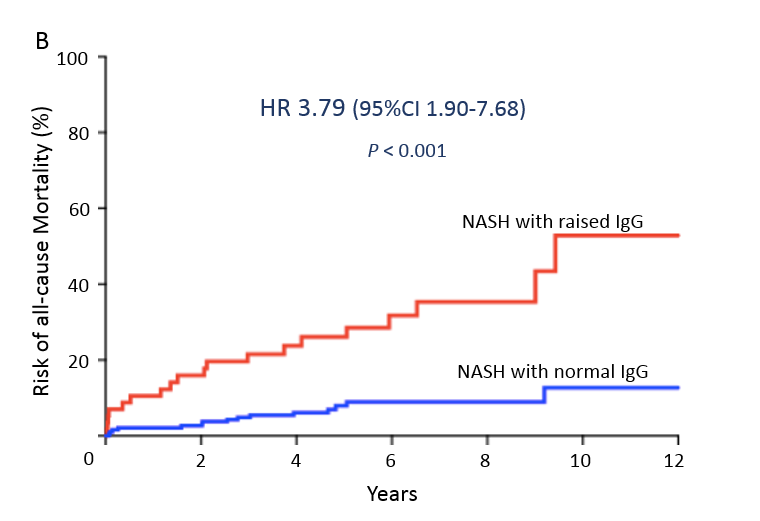 B
100
80
60
40
20
0
Risk of all-cause Mortality (%)
HR 3.79 (95%CI 1.90-7.68)
P < 0.001
NASH with raised IgG
NASH with normal IgG
2 4 6 8 10 12
Years